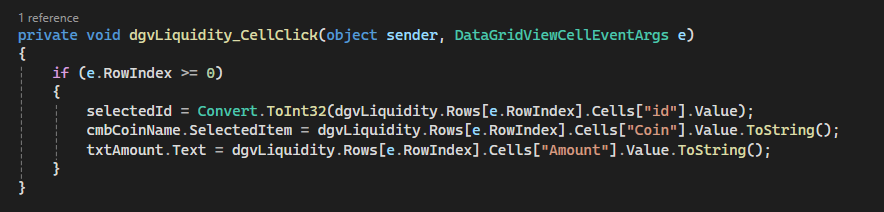 1 reference
private void dgvLiquidity_CellClick(object sender, DataGridViewCellEventArgs e)
{
if (e.RowIndex >= 0)
{
selectedId = Convert.ToInt32(dgvLiquidity.Rows[e.RowIndex].Cells["id"].Value);
cmbCoinName.SelectedItem = dgvLiquidity.Rows[e.RowIndex].Cells["Coin"].Value.ToString();
txtAmount.Text = dgvLiquidity.Rows[e.RowIndex].Cells["Amount"].Value.ToString();
}
}